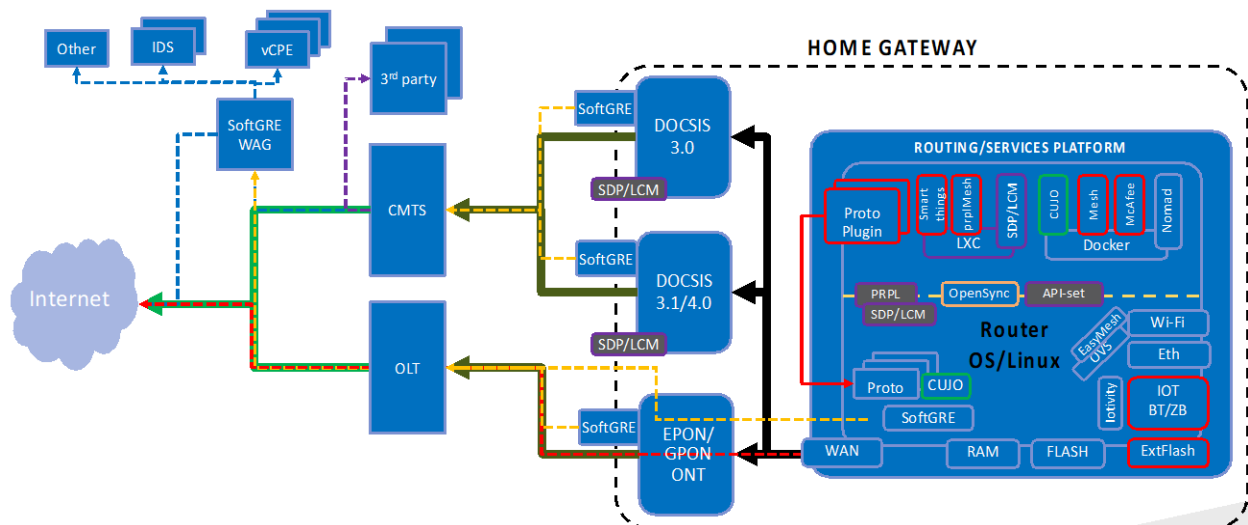 HOME GATEWAY
Other
IDS
vCPE
3rd party
SoftGRE
WAG
SoftGRE
DOCSIS
3.0
SDP/LCM
CMTS
SoftGRE
DOCSIS
3.1/4.0
SDP/LCM
Internet
OLT
SoftGRE
EPON/
GPON
ONT
ROUTING/SERVICES PLATFORM
Proto
Plugin
Smart
things
prplMesh
SDP/LCM
LXC
CUJO
Mesh
McAfee
Nomad
Docker
PRPL
SDP/LCM
OpenSync
API-set
Router
OS/Linux
EasyMesh
OVS
Wi-Fi
Eth
Proto
CUJO
SoftGRE
Iotivity
IOT
BT/ZB
WAN
RAM
FLASH
ExtFlash